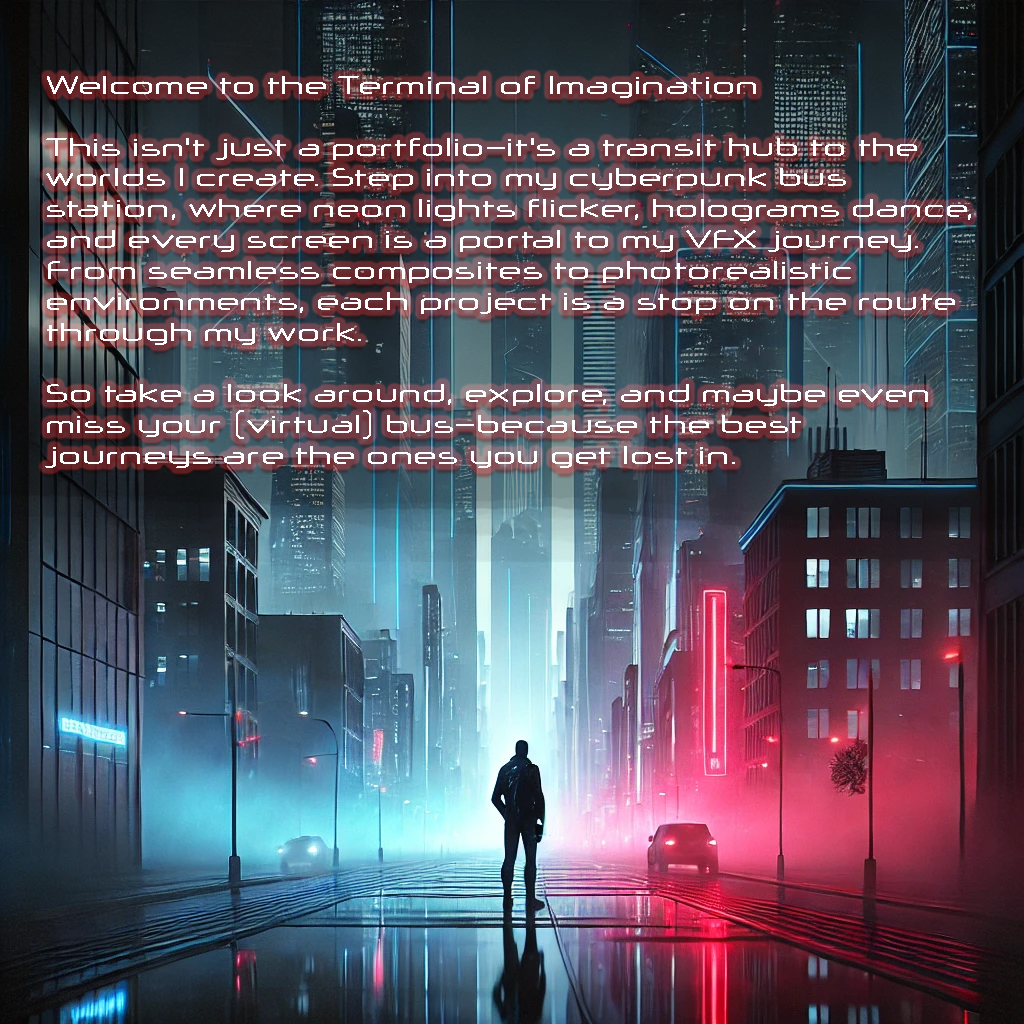 Welcome to the Terminal of Imagination
This isn't just a portfolio—it's a transit hub to the
worlds I create. Step into my cyberpunk bus
station, where neon lights flicker, holograms dance,
and every screen is a portal to my VFX journey.
From seamless composites to photorealistic
environments, each project is a stop on the route
through my work.
So take a look around, explore, and maybe even
miss your (virtual) bus—because the best
journeys are the ones you get lost in.